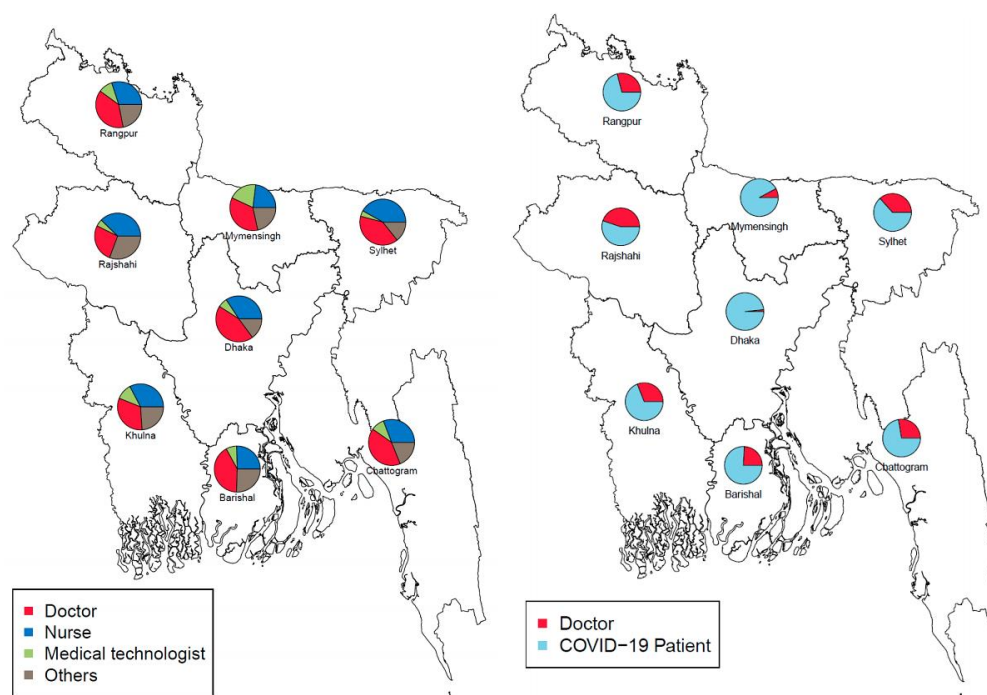 Rangpur
Rajshahi
Mymensingh
Sylhet
Dhaka
Khulna
Barishal
Chattogram
Doctor
Nurse
Medical technologist
Others
Rangpur
Rajshahi
Mymensingh
Sylhet
Dhaka
Khulna
Barishal
Chattogram
Doctor
COVID−19 Patient